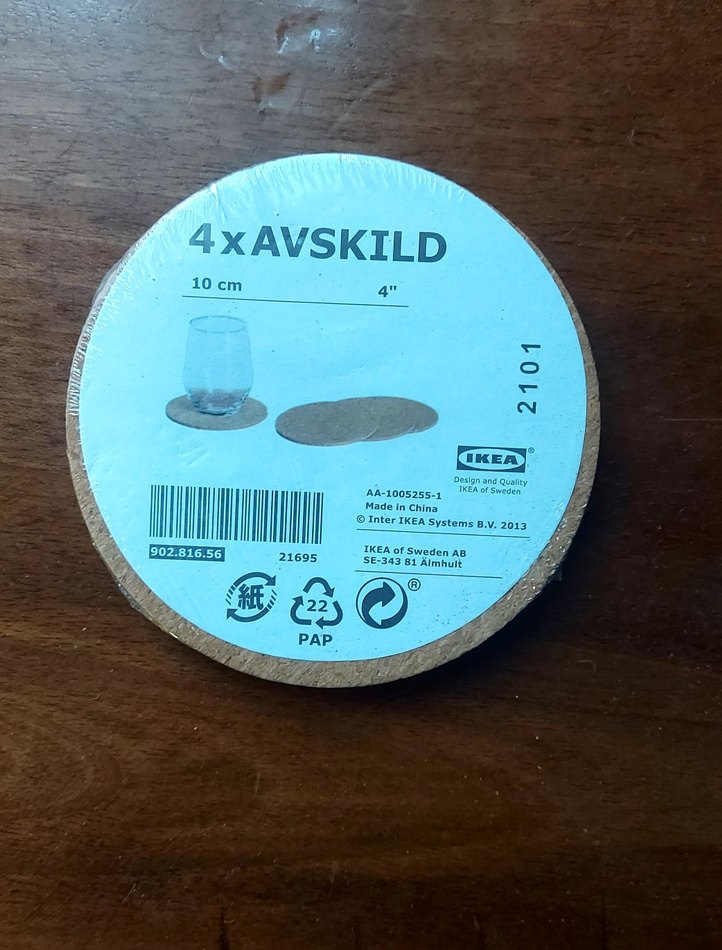 4xAVSKILD
10 cm
4"
2101
IKEA®
Design and Quality
IKEA of Sweden
AA-1005255-1
Made in China
© Inter IKEA Systems B.V. 2013
902.816.56
21695
IKEA of Sweden AB
SE-343 81 Älmhult
紙
22
PAP
®